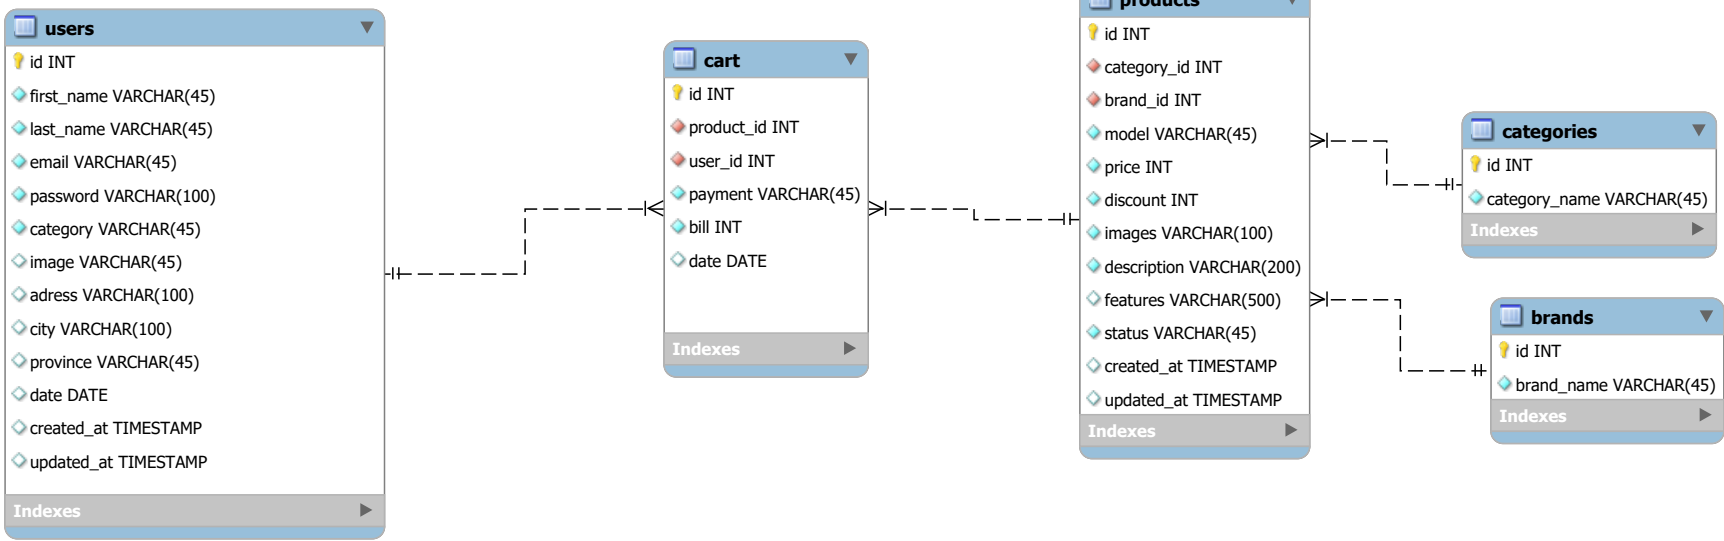 users
id INT
first_name VARCHAR(45)
last_name VARCHAR(45)
email VARCHAR(45)
password VARCHAR(100)
category VARCHAR(45)
image VARCHAR(45)
adress VARCHAR(100)
city VARCHAR(100)
province VARCHAR(45)
date DATE
created_at TIMESTAMP
updated_at TIMESTAMP
Indexes
cart
id INT
product_id INT
user_id INT
payment VARCHAR(45)
bill INT
date DATE
Indexes
products
id INT
category_id INT
brand_id INT
model VARCHAR(45)
price INT
discount INT
images VARCHAR(100)
description VARCHAR(200)
features VARCHAR(500)
status VARCHAR(45)
created_at TIMESTAMP
updated_at TIMESTAMP
Indexes
categories
id INT
category_name VARCHAR(45)
Indexes
brands
id INT
brand_name VARCHAR(45)
Indexes